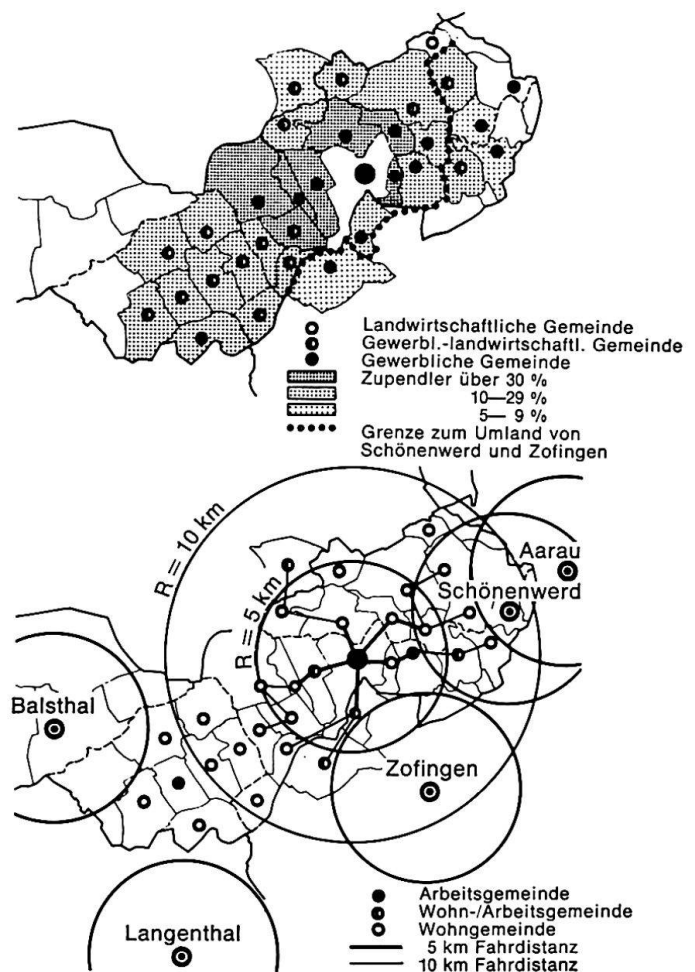 Landwirtschaftliche Gemeinde
Gewerbl.-landwirtschaftl. Gemeinde
Gewerbliche Gemeinde
Zupendler über 30 %
10—29 %
5— 9 %
Grenze zum Umland von
Schönenwerd und Zofingen
R = 10 km
R = 5 km
Aarau
Schönenwerd
Balsthal
Zofingen
Langenthal
Arbeitsgemeinde
Wohn-/Arbeitsgemeinde
Wohngemeinde
5 km Fahrdistanz
10 km Fahrdistanz